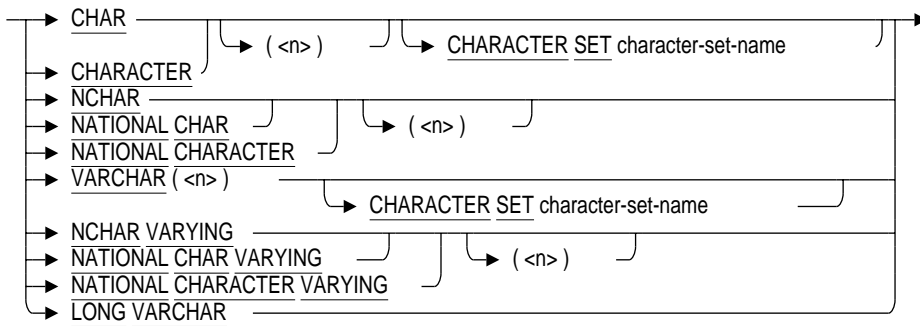 CHAR
( <n> )
CHARACTER SET character-set-name
CHARACTER
NCHAR
NATIONAL CHAR
( <n> )
NATIONAL CHARACTER
VARCHAR ( <n> )
CHARACTER SET character-set-name
NCHAR VARYING
NATIONAL CHAR VARYING
( <n> )
NATIONAL CHARACTER VARYING
LONG VARCHAR